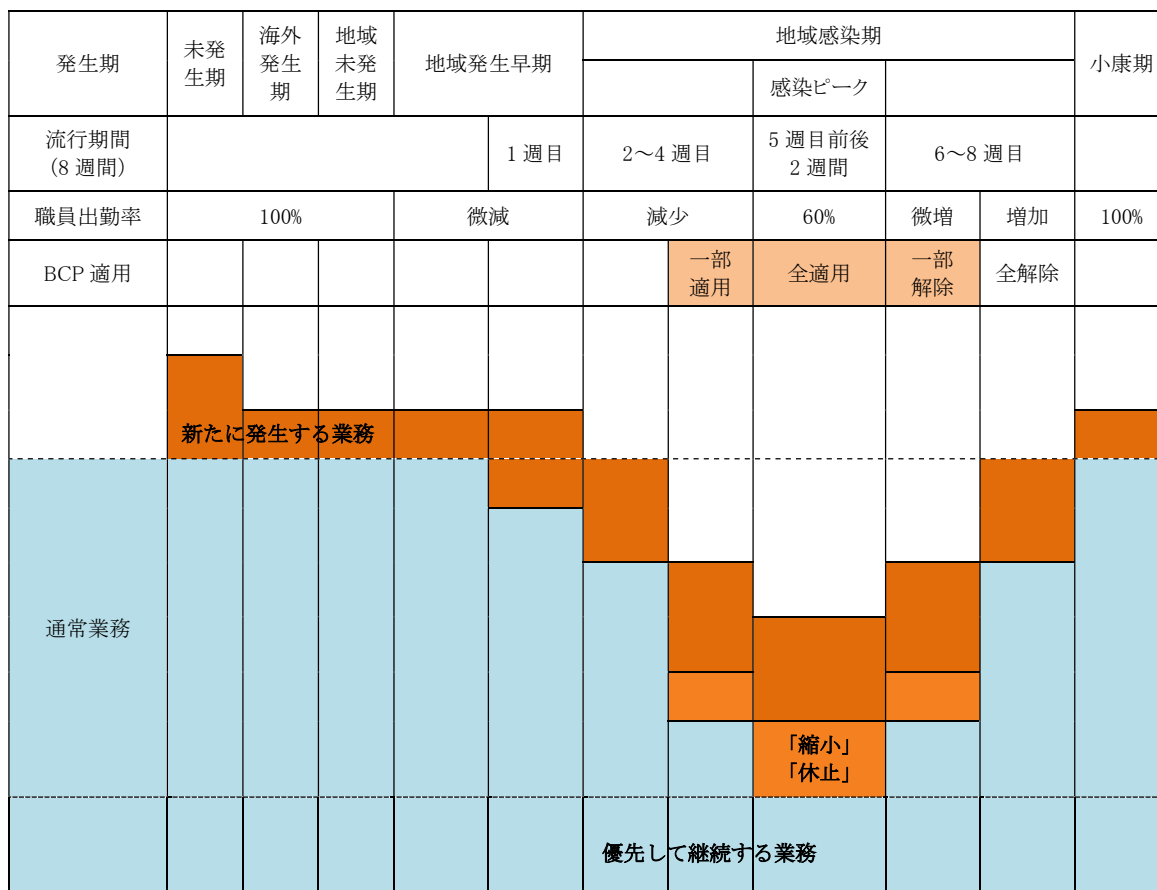 発生期
未発
生期
海外
発生
期
地域
未発
生期
地域発生早期
地域感染期
感染ピーク
小康期
流行期間
(8 週間)
1 週目
2～4 週目
5 週目前後
2 週間
6～8 週目
職員出勤率
100%
微減
減少
60%
微増
増加
100%
BCP 適用
一部
適用
全適用
一部
解除
全解除
新たに発生する業務
通常業務
「縮小」
「休止」
優先して継続する業務